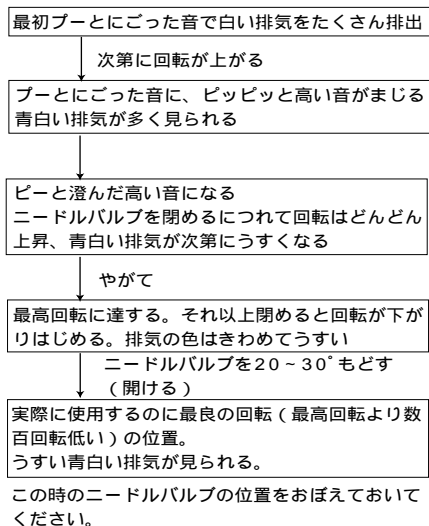 最初プーとにごった音で白い排気をたくさん排出
次第に回転が上がる
プーとにごった音に、ピッピッと高い音がまじる
青白い排気が多く見られる
ピーと澄んだ高い音になる
ニードルバルブを閉めるにつれて回転はどんどん
上昇、青白い排気が次第にうすくなる
やがて
最高回転に達する。それ以上閉めると回転が下が
りはじめる。排気の色はきわめてうすい
ニードルバルブを20~30°もどす
(開ける)
実際に使用するのに最良の回転(最高回転より数
百回転低い)の位置。
うすい青白い排気が見られる。
この時のニードルバルブの位置をおぼえておいて
ください。